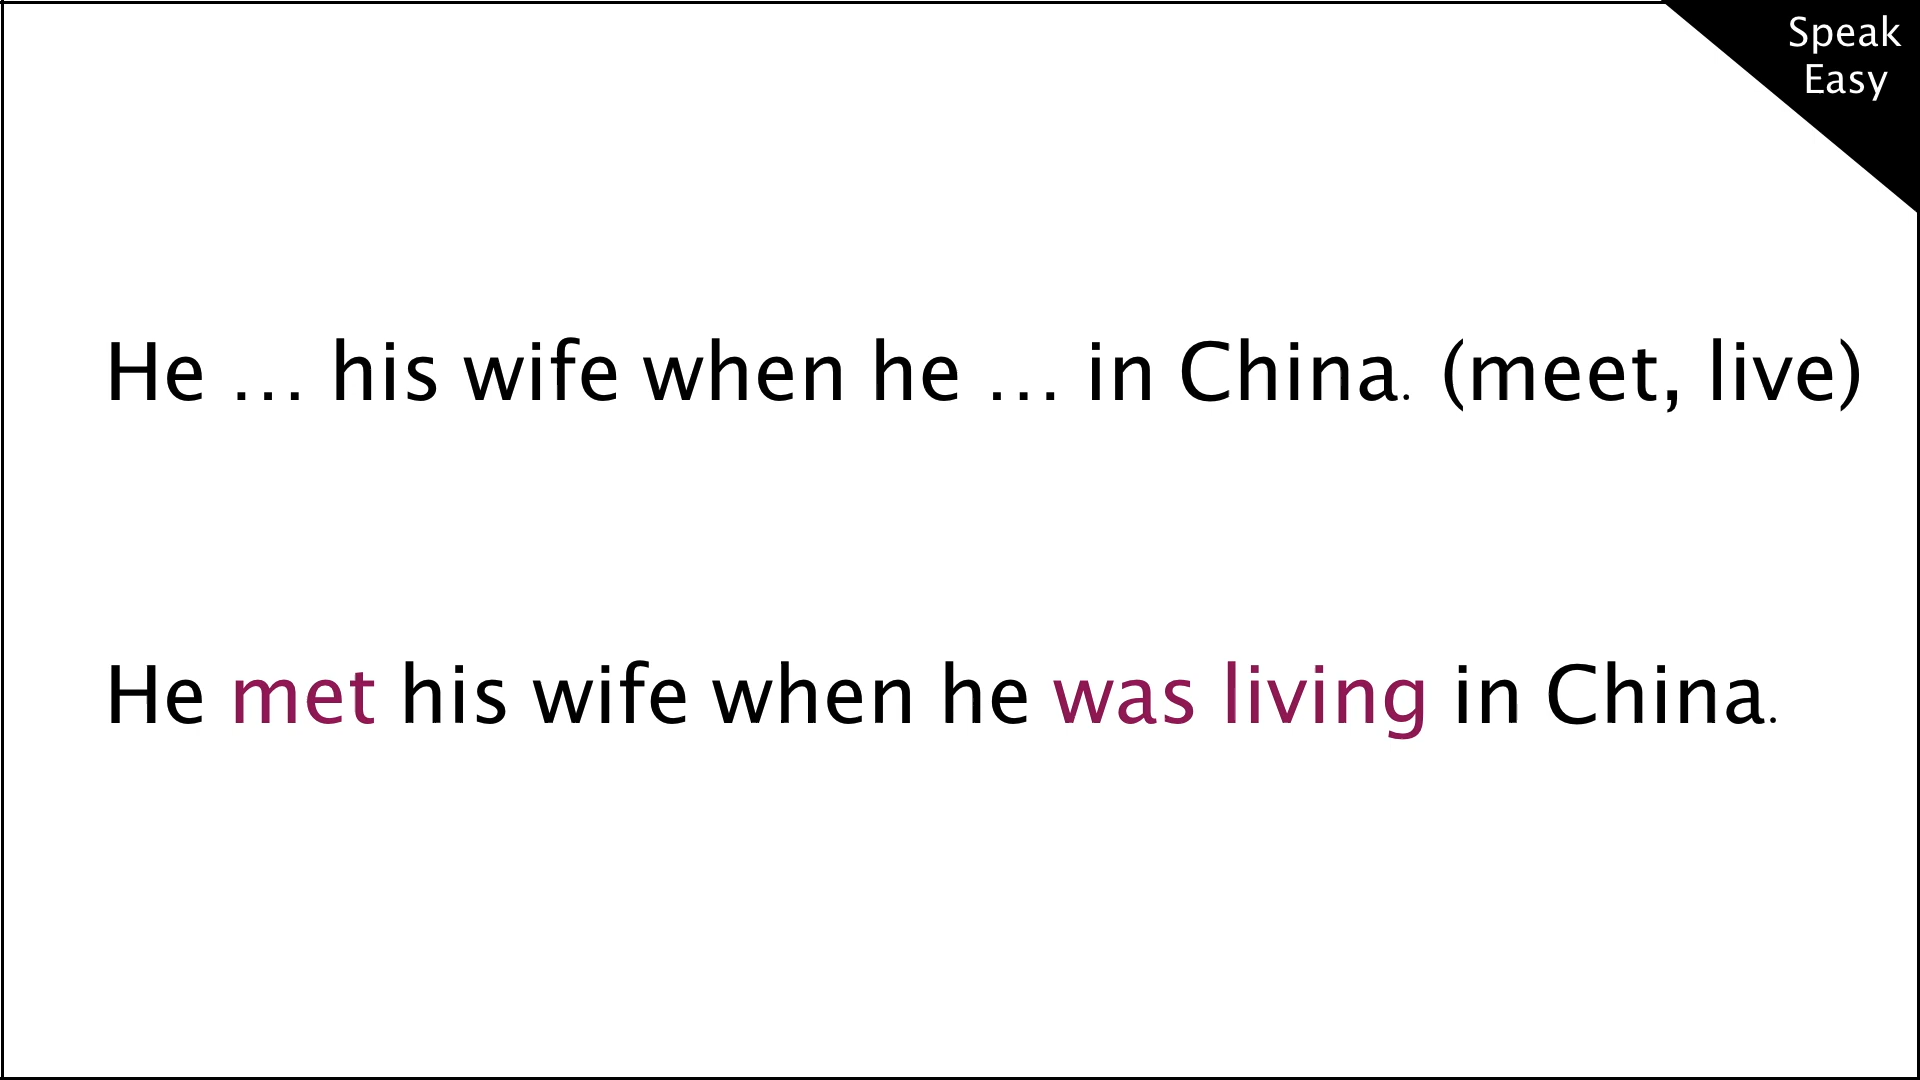 Speak
Easy
He … his wife when he … in China. (meet, live)
He met his wife when he was living in China.